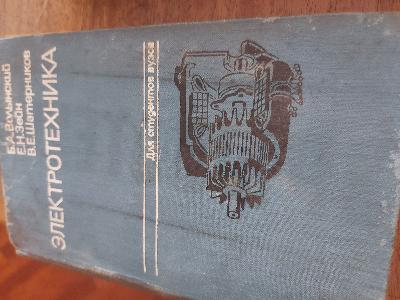 Б.А.Волынский
Е.Н.Зейн
В.Е.Шатерников
ЭЛЕКТРОТЕХНИКА
Для студентов вузов